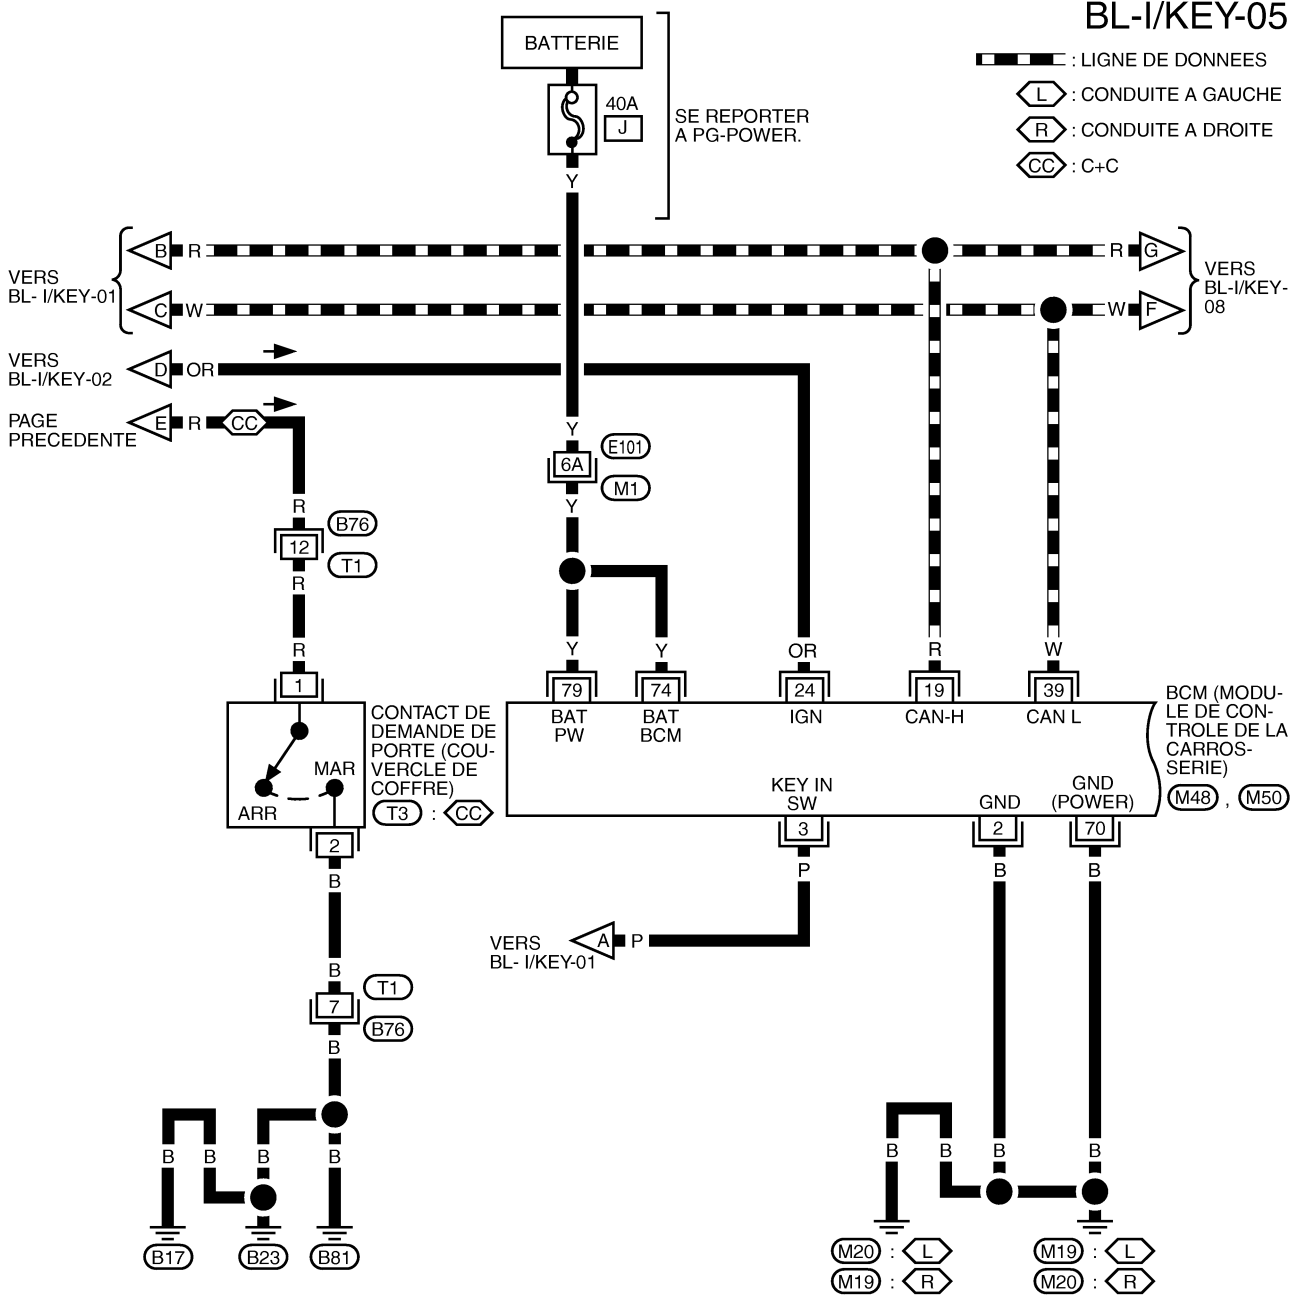 BL-I/KEY-05
BATTERIE
: LIGNE DE DONNEES
L : CONDUITE A GAUCHE
R : CONDUITE A DROITE
CC : C+C
40A
J
SE REPORTER
A PG-POWER.
Y
VERS
BL- I/KEY-01
B R
R G
C W
W F
VERS
BL-I/KEY-
08
VERS
BL-I/KEY-02
D OR
PAGE
PRECEDENTE
E R CC
Y
6A
E101
M1
Y
R
12
B76
T1
R
R
Y
Y
OR
R
W
1
79
74
24
19
39
BAT
PW
BAT
BCM
IGN
CAN-H
CAN L
BCM (MODU-
LE DE CON-
TROLE DE LA
CARROS-
SERIE)
M48 , M50
CONTACT DE
DEMANDE DE
PORTE (COU-
VERCLE DE
COFFRE)
T3 : CC
MAR
ARR
KEY IN
SW
GND
GND
(POWER)
2
3
2
70
B
P
B
B
VERS
BL- I/KEY-01
A P
B
7
T1
B76
B
B
B
B
B
B
B
B
B
B17
B23
B81
M20 : L
M19 : R
M19 : L
M20 : R